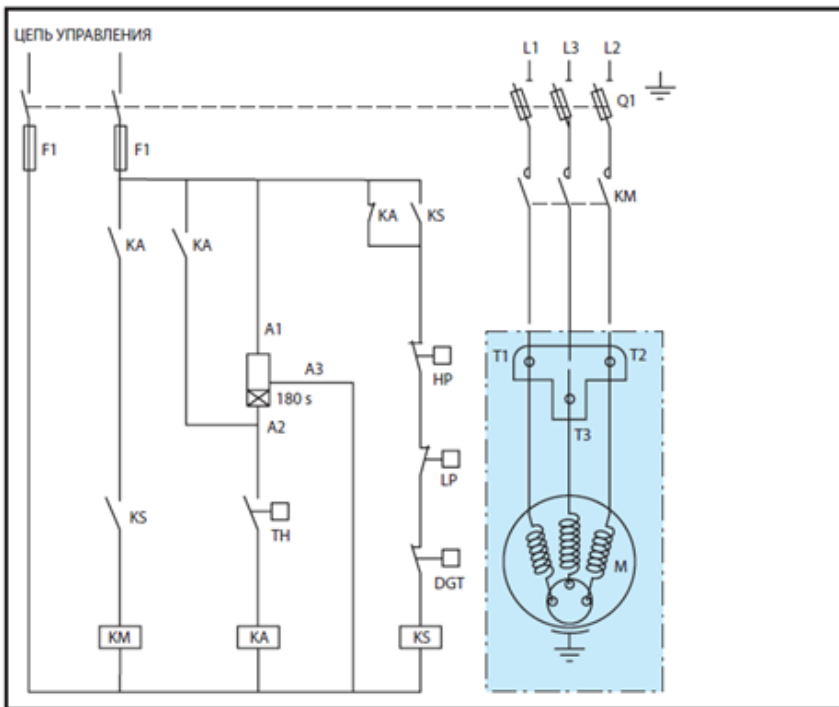 ЦЕПЬ УПРАВЛЕНИЯ
L1 L3 L2
Q1
F1 F1
KM
KA KA KA KS
A1
A3
180 s
A2
HP
T1 T2
T3
LP
KS
TH
DGT
M
KM KA KS